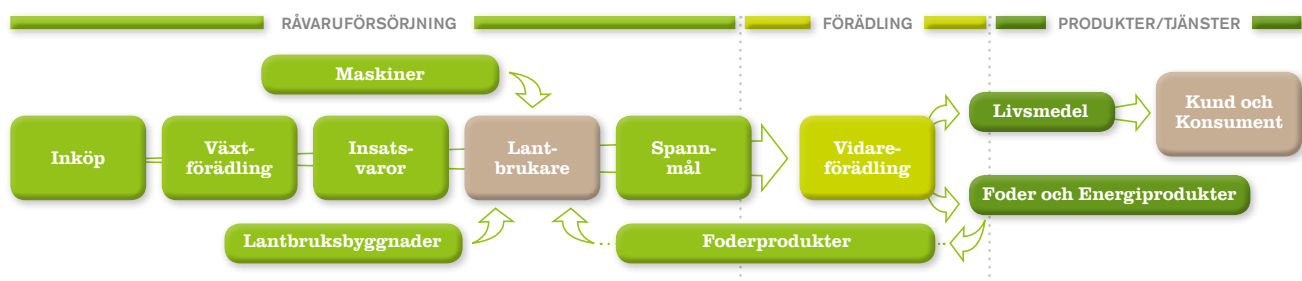 RÅVARUFÖRSÖRJNING
FÖRÄDLING
PRODUKTER/TJÄNSTER
Maskiner
Inköp
Växt-
förädling
Insats-
varor
Lant-
brukare
Spann-
mål
Vidare-
förädling
Livsmedel
Kund och
Konsument
Foder och Energiprodukter
Lantbruksbyggnader
Foderprodukter